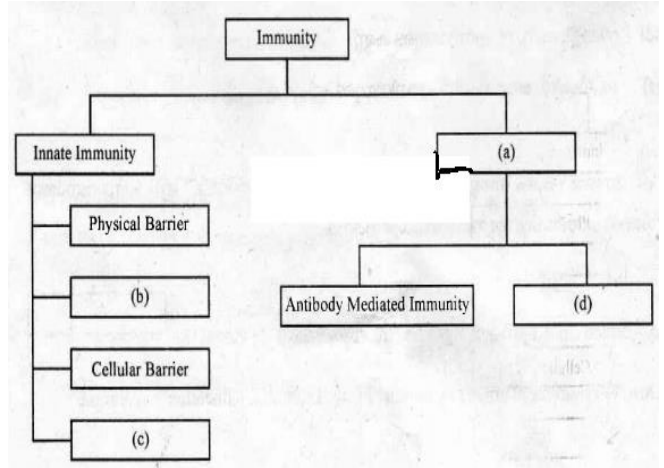 Immunity
Innate Immunity
(a)
Physical Barrier
(b)
Antibody Mediated Immunity
(d)
Cellular Barrier
(c)